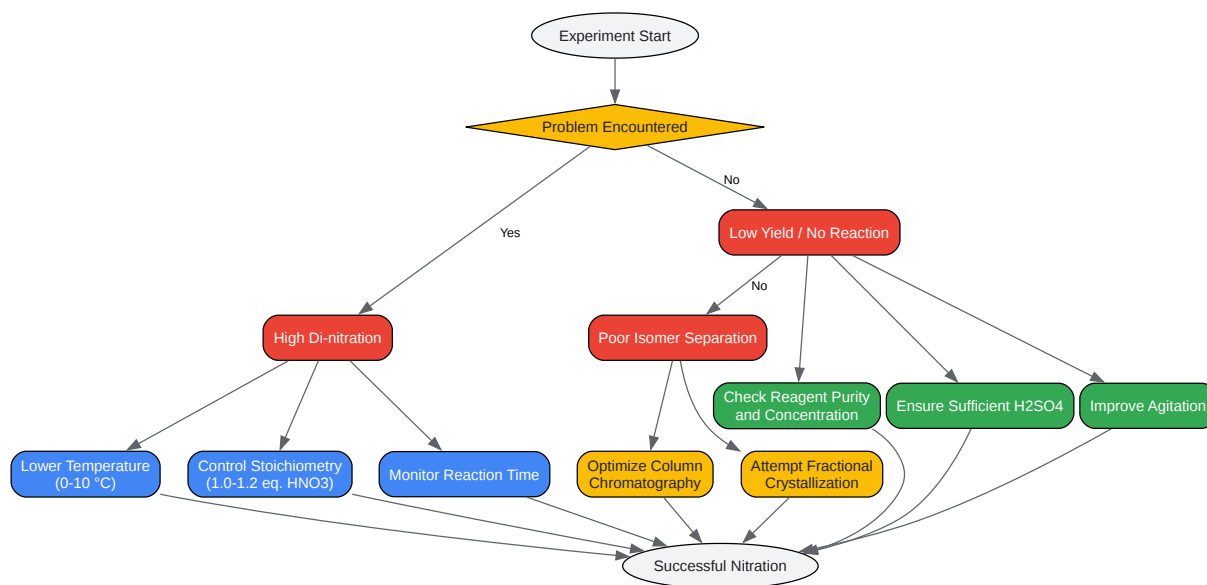 Experiment Start
Problem Encountered
No
Low Yield / No Reaction
Yes
No
High Di-nitration
Poor Isomer Separation
Check Reagent Purity
and Concentration
Ensure Sufficient H2SO4
Improve Agitation
Lower Temperature
(0-10 °C)
Control Stoichiometry
(1.0-1.2 eq. HNO3)
Monitor Reaction Time
Optimize Column
Chromatography
Attempt Fractional
Crystallization
Successful Nitration